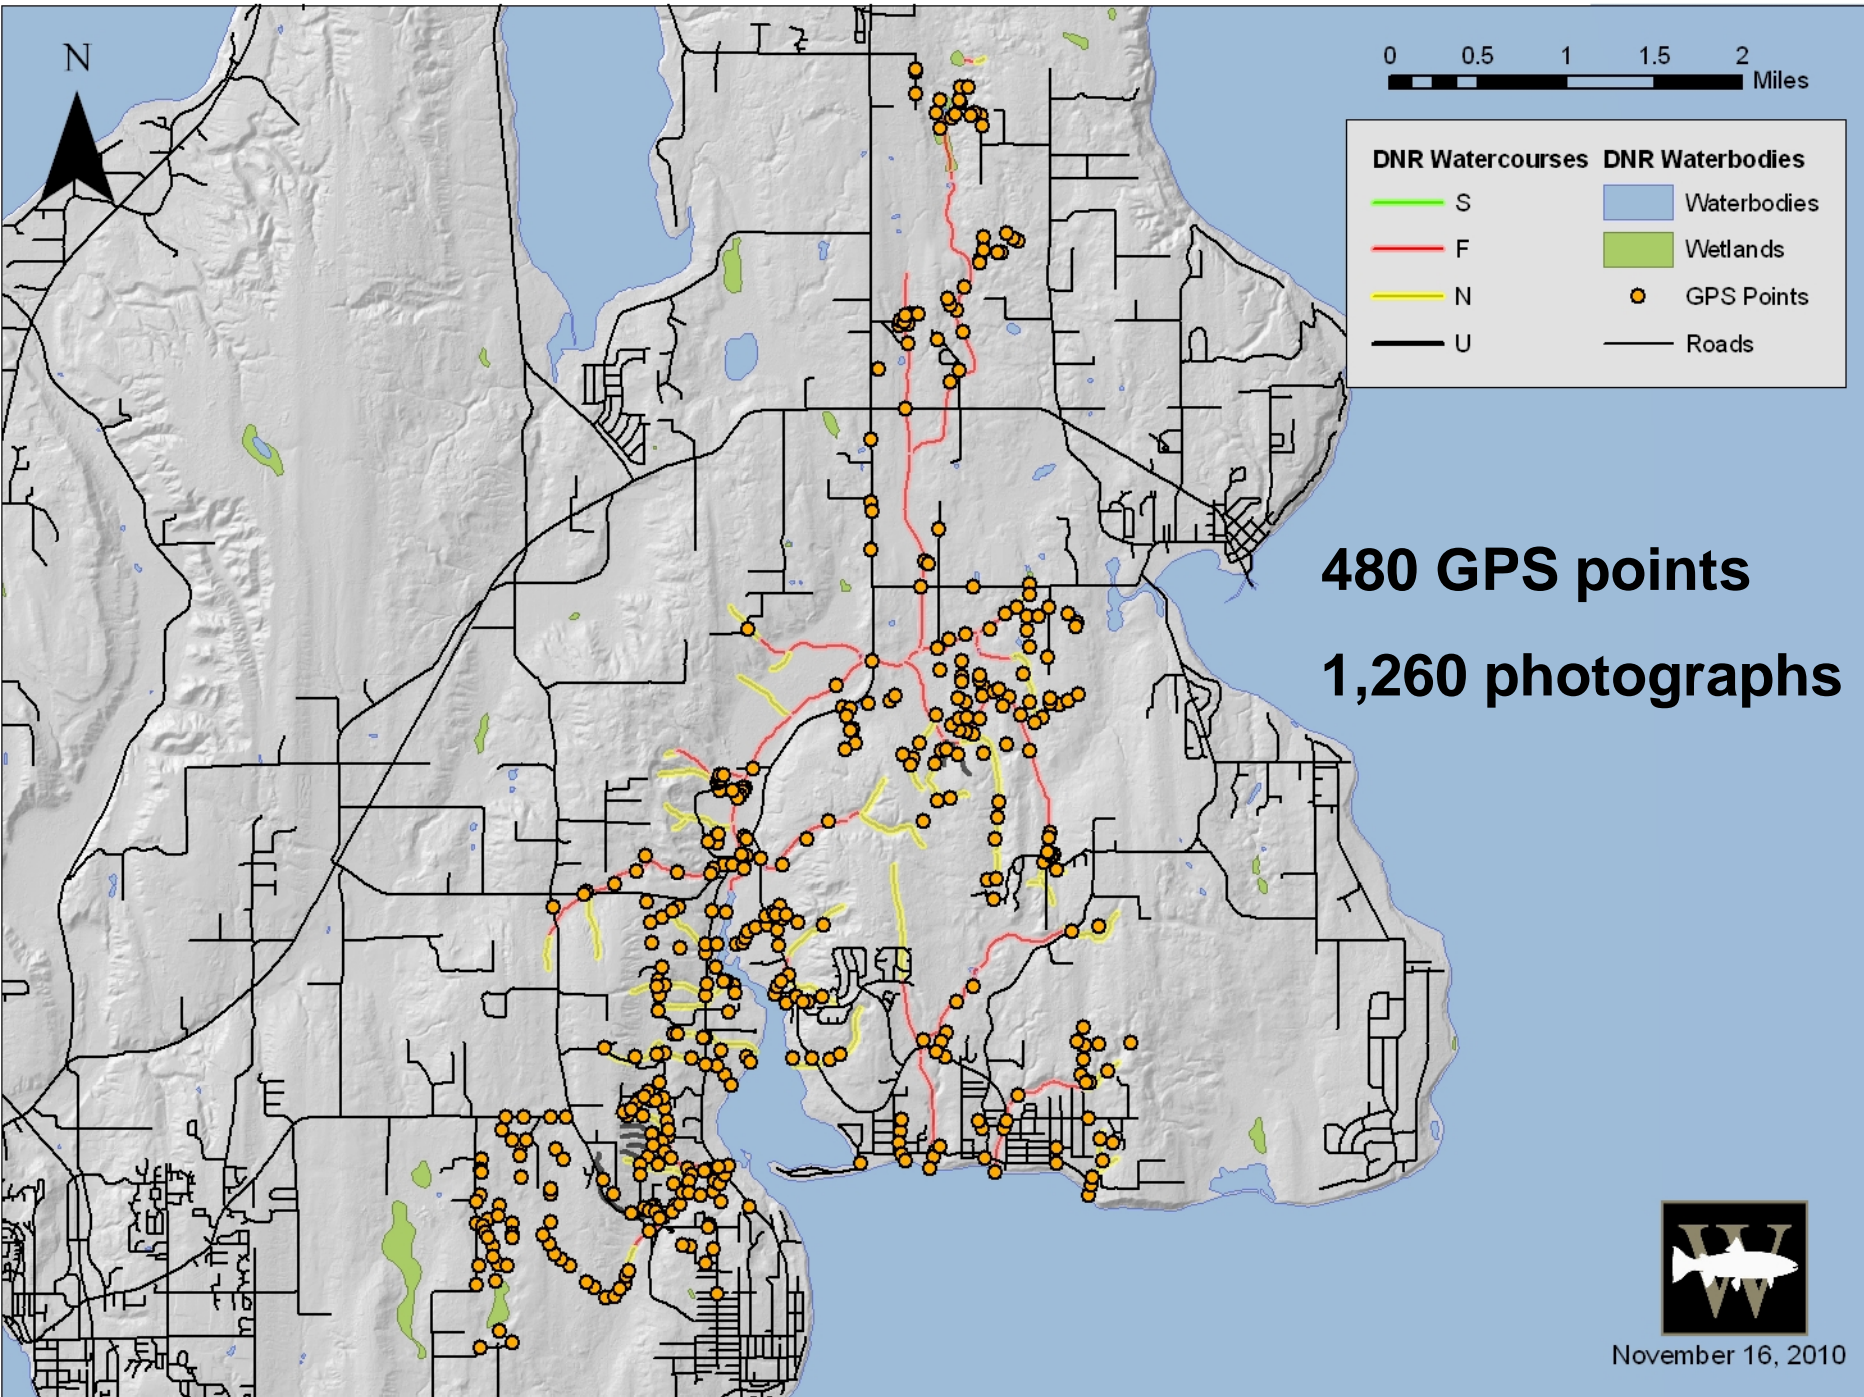 N
0 0.5 1 1.5 2
Miles
DNR Watercourses
S
F
N
U
DNR Waterbodies
Waterbodies
Wetlands
GPS Points
Roads
480 GPS points
1,260 photographs
W
November 16, 2010